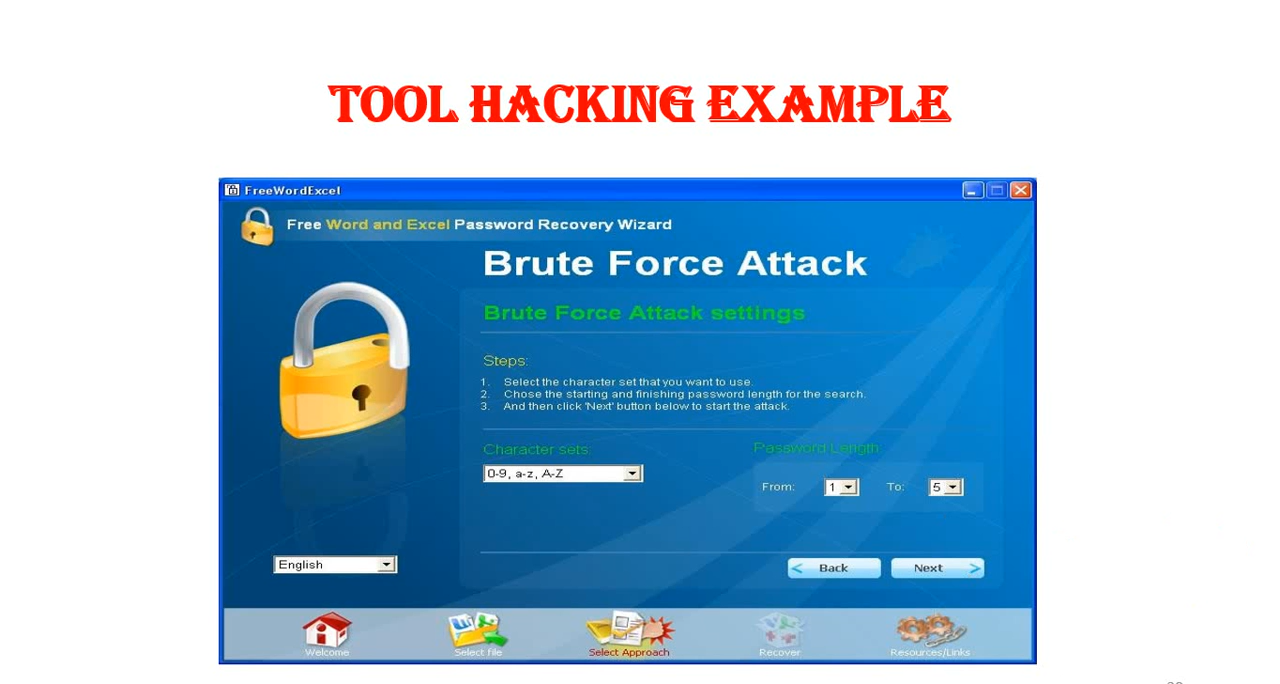 TOOL HACKING EXAMPLE
FreeWordExcel
Free Word and Excel Password Recovery Wizard
Brute Force Attack
Brute Force Attack settings
Steps:
1. Select the character set that you want to use.
2. Chose the starting and finishing password length for the search.
3. And then click 'Next' button below to start the attack.
Character sets:
Password Length:
0-9, a-z, A-Z
From: 1 To: 5
English
< Back
Next >
Welcome
Select file
Select Approach
Recover
Resources/Links